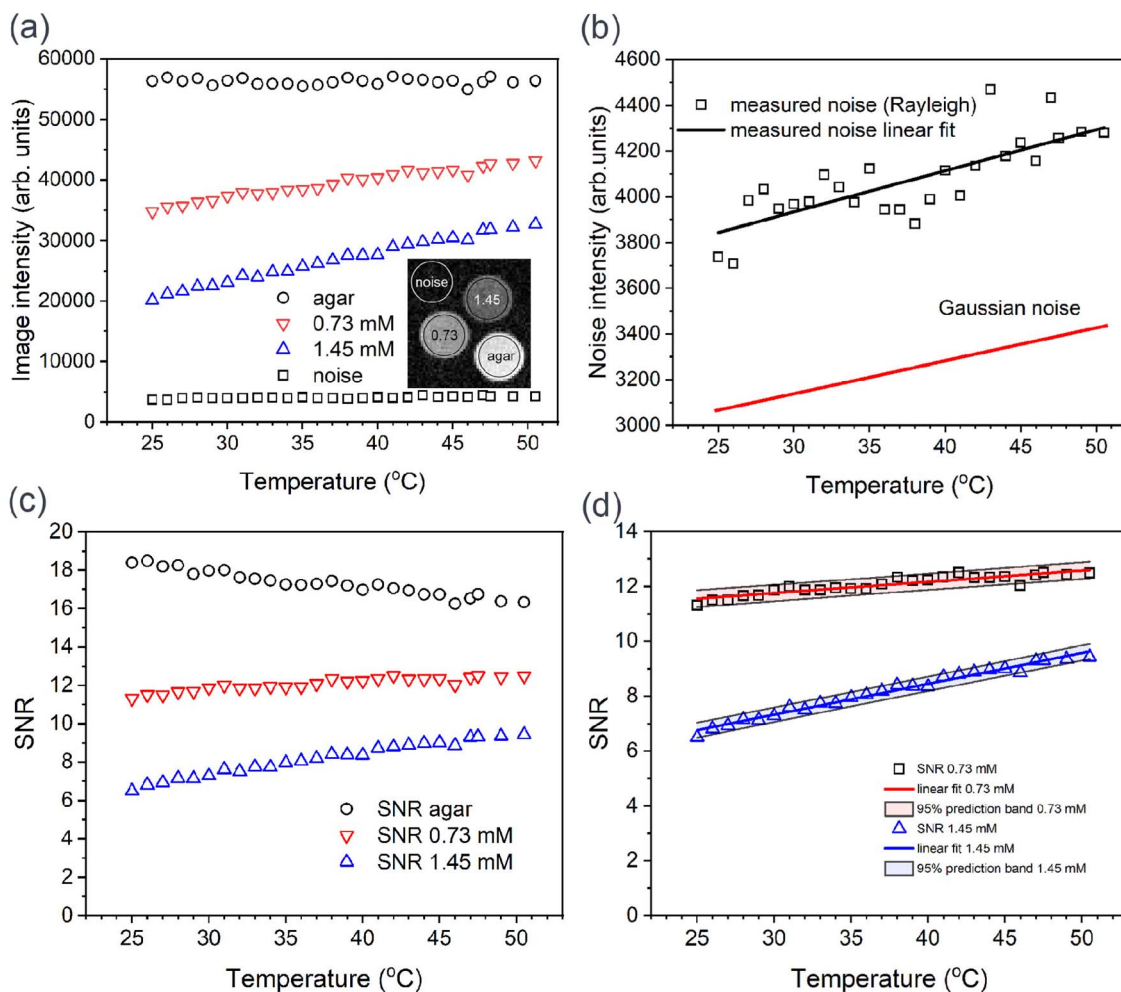 (a)
Image intensity (arb. units)
60000
50000
40000
30000
20000
10000
0
agar
0.73 mM
1.45 mM
noise
noise
1.45
0.73
agar
25 30 35 40 45 50
Temperature (°C)
(b)
Noise intensity (arb.units)
4600
4400
4200
4000
3800
3600
3400
3200
3000
measured noise (Rayleigh)
measured noise linear fit
Gaussian noise
25 30 35 40 45 50
Temperature (°C)
(c)
SNR
20
18
16
14
12
10
8
6
4
2
0
SNR agar
SNR 0.73 mM
SNR 1.45 mM
25 30 35 40 45 50
Temperature (°C)
(d)
SNR
14
12
10
8
6
4
2
0
SNR 0.73 mM
linear fit 0.73 mM
95% prediction band 0.73 mM
SNR 1.45 mM
linear fit 1.45 mM
95% prediction band 1.45 mM
25 30 35 40 45 50
Temperature (°C)